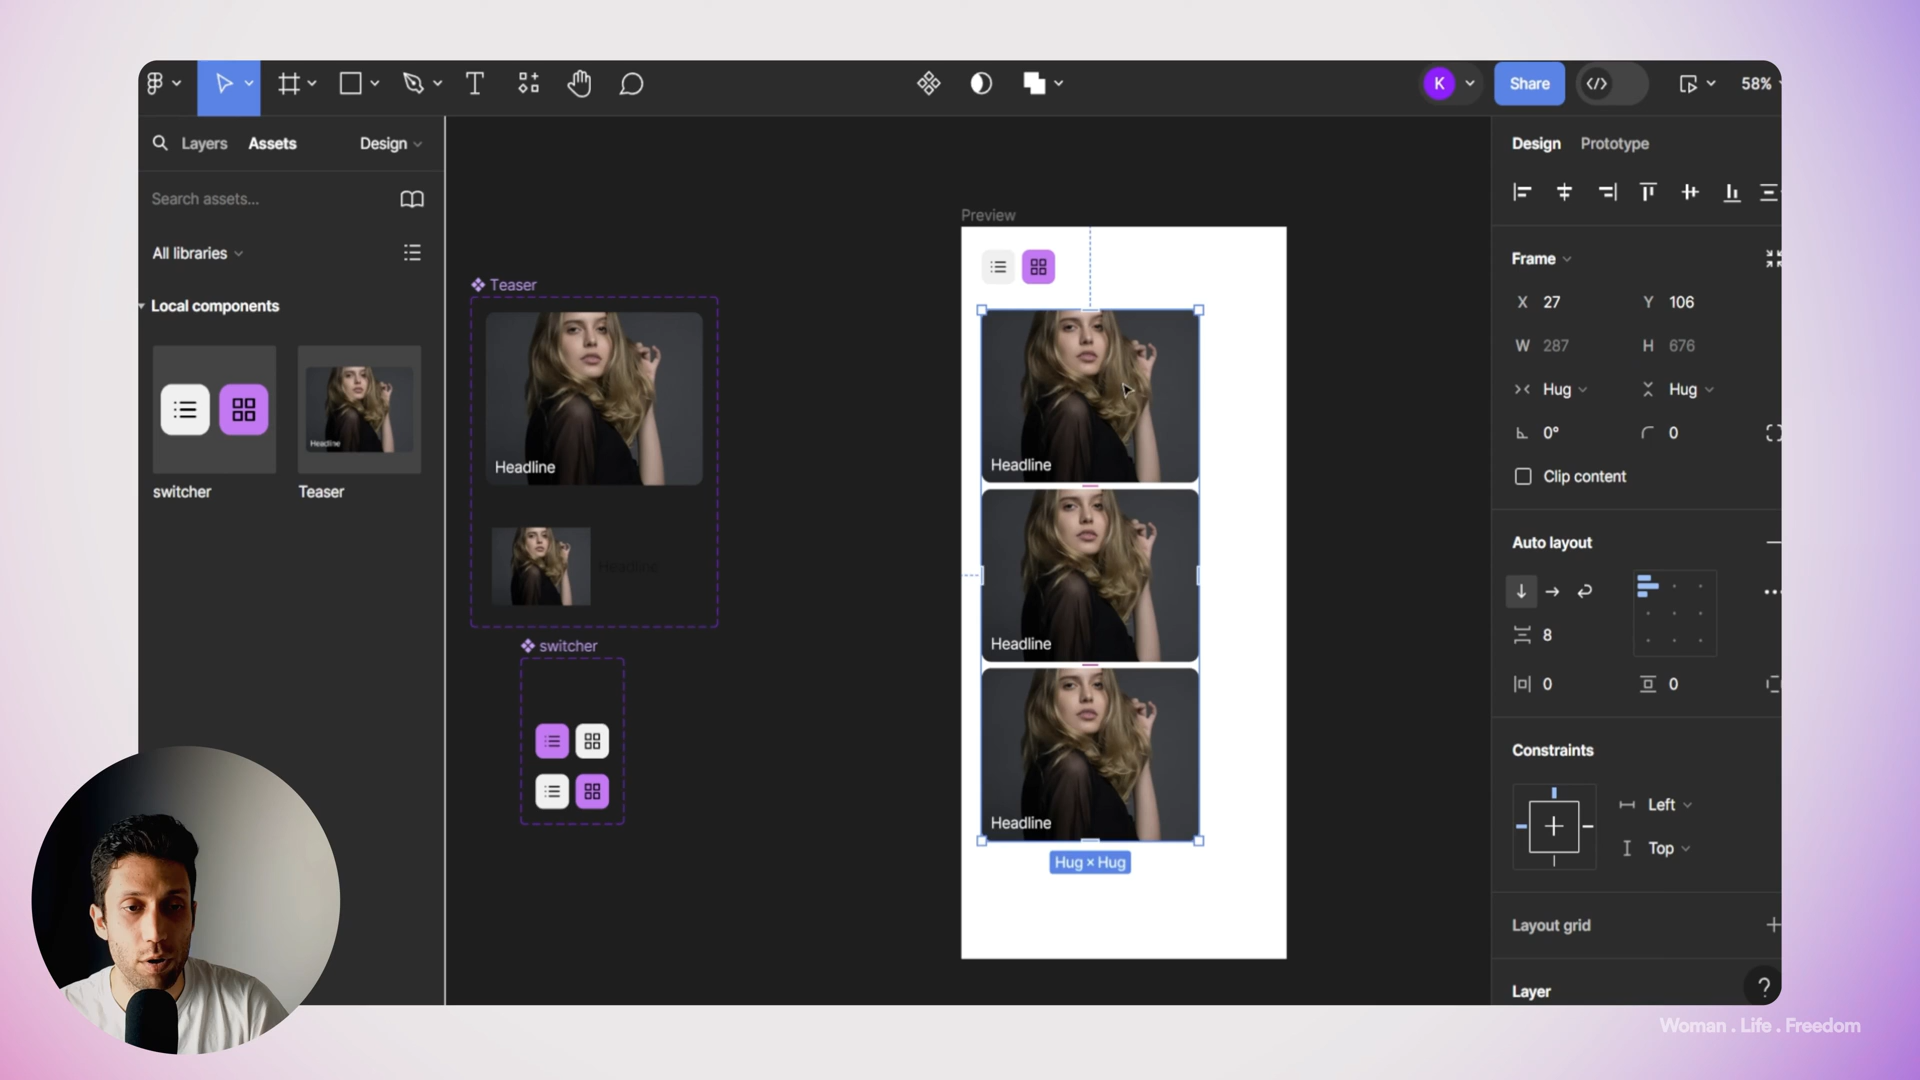 K
Share
58%
Layers
Assets
Design
Search assets...
All libraries
Local components
Headline
switcher
Teaser
Teaser
Headline
Headline
switcher
Preview
Headline
Headline
Headline
Hug × Hug
Design
Prototype
Frame
X 27
Y 106
W 287
H 676
Hug
Hug
0°
0
Clip content
Auto layout
8
0
0
Constraints
Left
Top
Layout grid
Layer
?
Woman . Life . Freedom